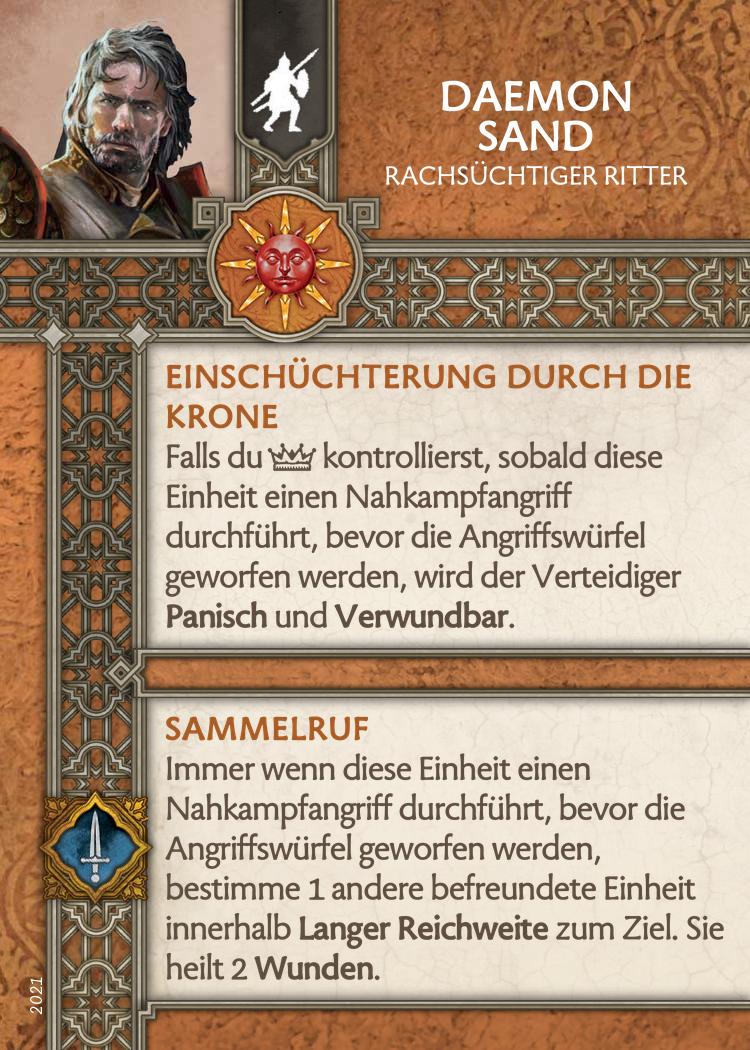 DAEMON
SAND
RACHSÜCHTIGER RITTER
EINSCHÜCHTERUNG DURCH DIE
KRONE
Falls du kontrollierst, sobald diese
Einheit einen Nahkampfangriff
durchführt, bevor die Angriffswürfel
geworfen werden, wird der Verteidiger
Panisch und Verwundbar.
SAMMELRUF
Immer wenn diese Einheit einen
Nahkampfangriff durchführt, bevor die
Angriffswürfel geworfen werden,
bestimme 1 andere befreundete Einheit
innerhalb Langer Reichweite zum Ziel. Sie
heilt 2 Wunden.
2021